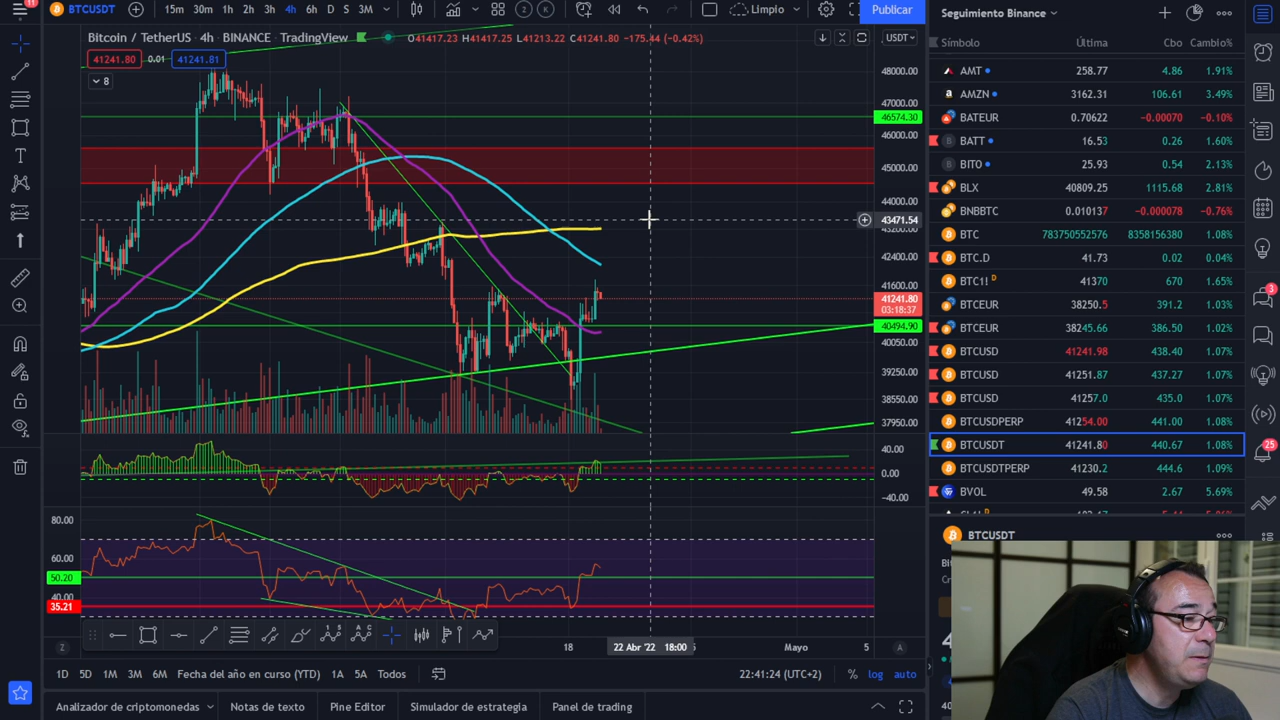 11
BTCUSDT 15m 30m 1h 2h 3h 4h 6h D S 3M 2 K Limpio Publicar
Bitcoin / TetherUS · 4h · BINANCE · TradingView O41417.23 H41417.25 L41213.22 C41241.80 −175.44 (−0.42%) USDT
41241.80 0.01 41241.81
8
48000.00
47000.00
46574.30
46000.00
45000.00
44000.00
43471.54
43200.00
42400.00
41600.00
41241.80
03:18:37
40494.90
40050.00
39250.00
38550.00
37950.00
40.00
0.00
−40.00
80.00
60.00
50.20
40.00
35.21
Z 18 22 Abr '22 18:00 Mayo 5 A
1D 5D 1M 3M 6M Fecha del año en curso (YTD) 1A 5A Todos 22:41:24 (UTC+2) % log auto
Analizador de criptomonedas Notas de texto Pine Editor Simulador de estrategia Panel de trading
Seguimiento Binance
Símbolo Última Cbo Cambio%
AMT 258.77 4.86 1.91%
AMZN 3162.31 106.61 3.49%
BATEUR 0.70622 −0.00070 −0.10%
BATT 16.53 0.26 1.60%
BITO 25.93 0.54 2.13%
BLX 40809.25 1115.68 2.81%
BNBBTC 0.010137 −0.000078 −0.76%
BTC 783750552576 8358156380 1.08%
BTC.D 41.73 0.02 0.04%
BTC1! D 41370 670 1.65%
BTCEUR 38250.5 391.2 1.03%
BTCEUR 38245.66 386.50 1.02%
BTCUSD 41241.98 438.40 1.07%
BTCUSD 41251.87 437.27 1.07%
BTCUSD 41257.0 435.0 1.07%
BTCUSDPERP 41254.00 441.00 1.08%
BTCUSDT 41241.80 440.67 1.08%
BTCUSDTPERP 41230.2 444.6 1.09%
BVOL 49.58 2.67 5.69%
BTCUSDT
3
25